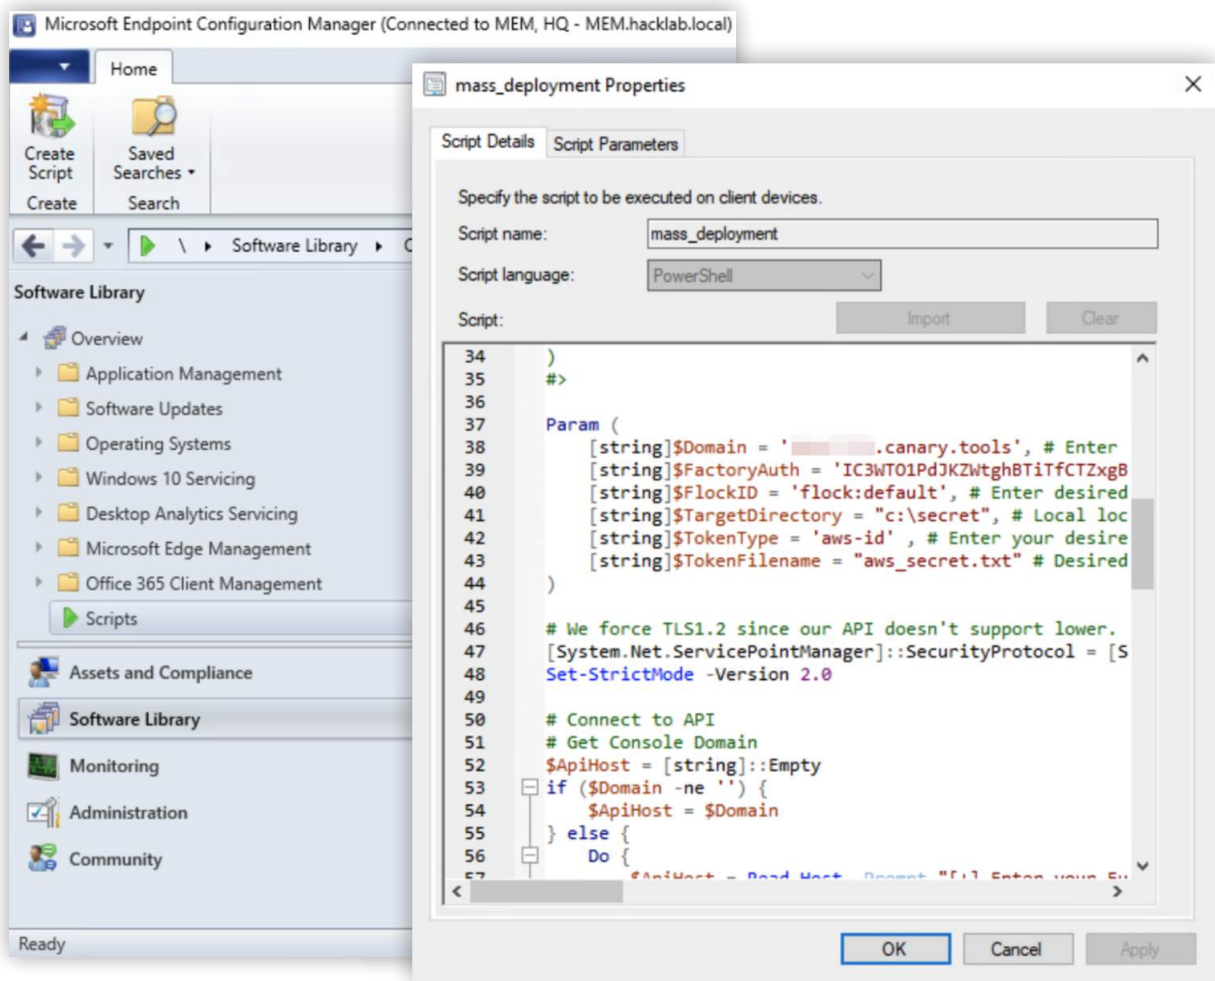 Microsoft Endpoint Configuration Manager (Connected to MEM, HQ - MEM.hacklab.local)
Home
Create Script
Saved Searches
Create
Search
\ Software Library
Software Library
Overview
Application Management
Software Updates
Operating Systems
Windows 10 Servicing
Desktop Analytics Servicing
Microsoft Edge Management
Office 365 Client Management
Scripts
Assets and Compliance
Software Library
Monitoring
Administration
Community
Ready
mass_deployment Properties
Script Details
Script Parameters
Specify the script to be executed on client devices.
Script name: mass_deployment
Script language: PowerShell
Script: Import Clear
34 )
35 #>
36
37 Param (
38 [string]$Domain = ' .canary.tools', # Enter
39 [string]$FactoryAuth = 'IC3WTO1PdJKZWtghBTiTfCTZxgB
40 [string]$FlockID = 'flock:default', # Enter desired
41 [string]$TargetDirectory = "c:\secret", # Local loc
42 [string]$TokenType = 'aws-id' , # Enter your desire
43 [string]$TokenFilename = "aws_secret.txt" # Desired
44 )
45
46 # We force TLS1.2 since our API doesn't support lower.
47 [System.Net.ServicePointManager]::SecurityProtocol = [S
48 Set-StrictMode -Version 2.0
49
50 # Connect to API
51 # Get Console Domain
52 $ApiHost = [string]::Empty
53 if ($Domain -ne '') {
54 $ApiHost = $Domain
55 } else {
56 Do {
57 $ApiHost = Read-Host -Prompt "[+] Enter your Fu
OK
Cancel
Apply